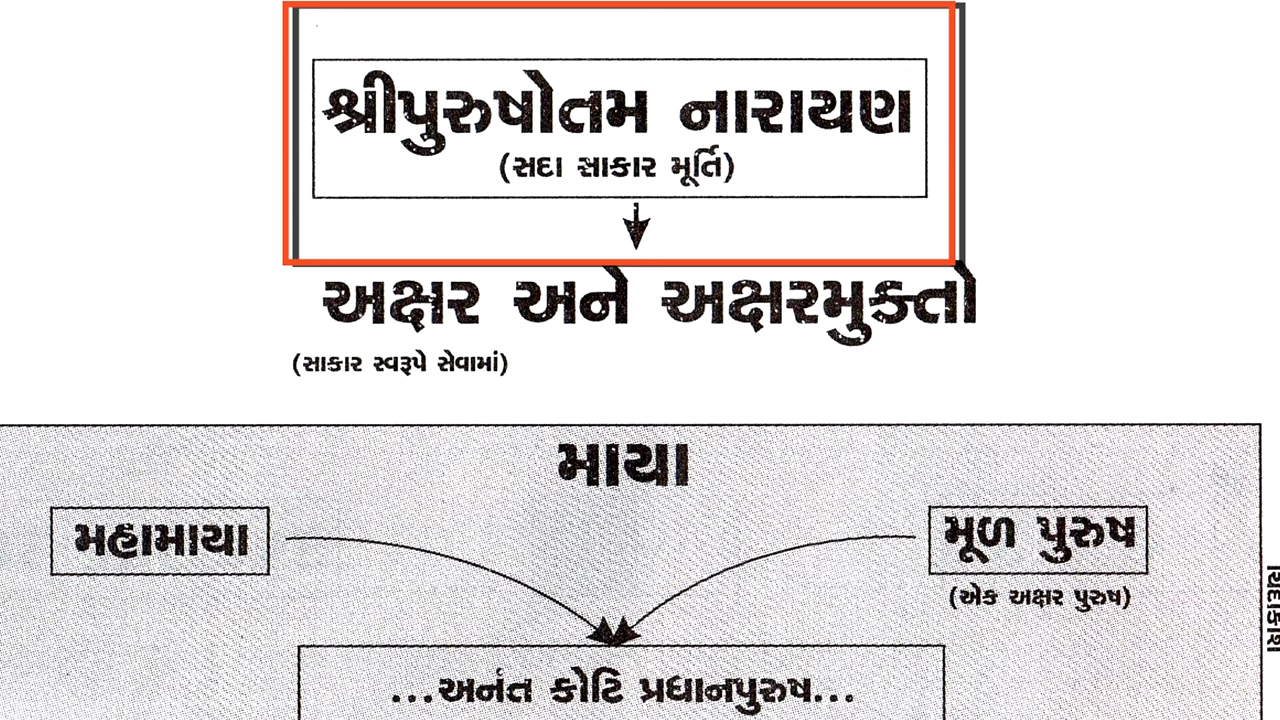 શ્રીપુરુષોતમ નારાયણ
(સદા સાકાર મૂર્તિ)
અક્ષર અને અક્ષરમુક્તો
(સાકાર સ્વરૂપે સેવામાં)
માયા
મહામાયા
મૂળ પુરુષ
(એક અક્ષર પુરુષ)
...અનંત કોટિ પ્રધાનપુરુષ...
ચિદાકાશ